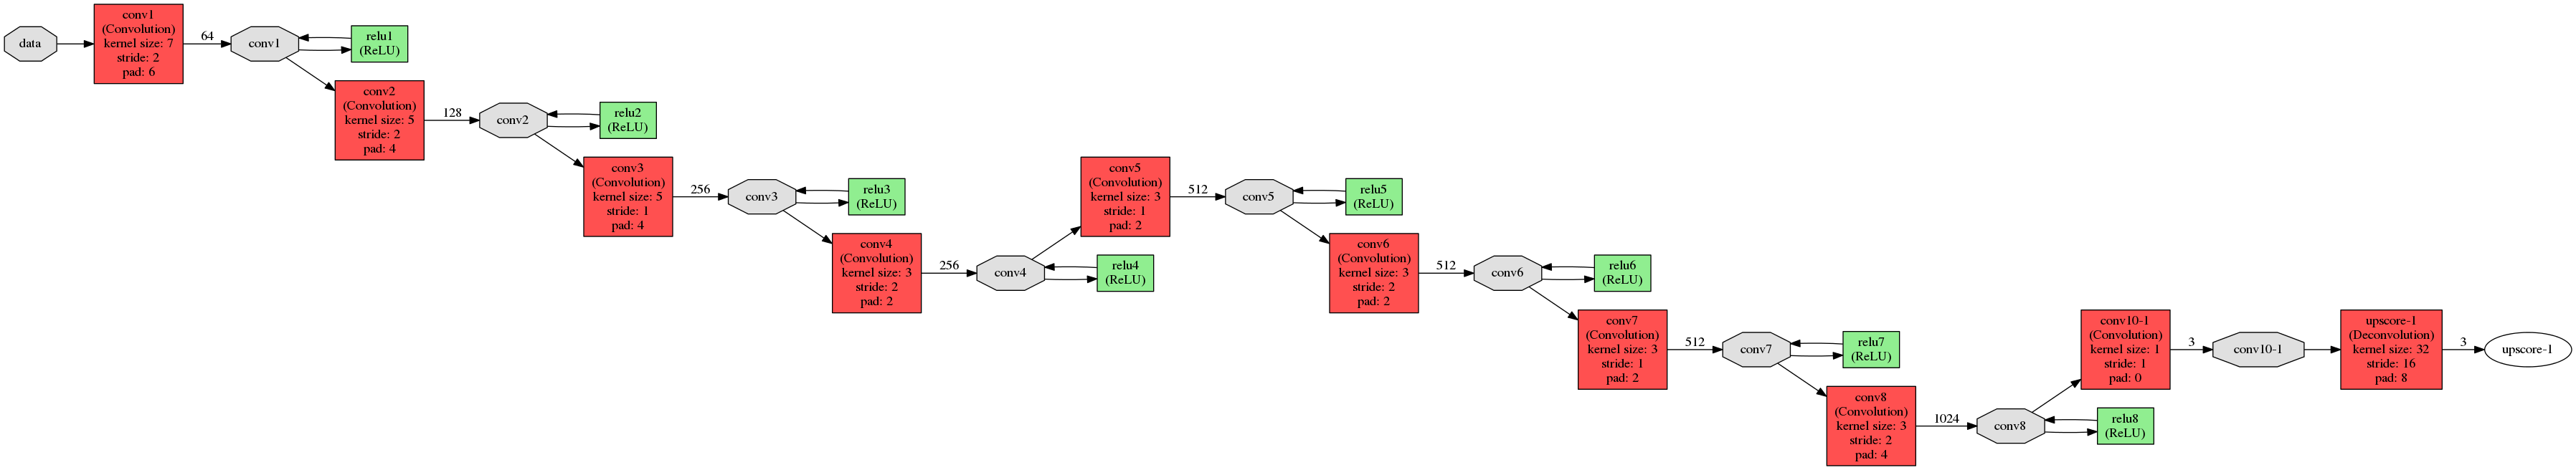 data
conv1
(Convolution)
kernel size: 7
stride: 2
pad: 6
64
conv1
relu1
(ReLU)
conv2
(Convolution)
kernel size: 5
stride: 2
pad: 4
128
conv2
relu2
(ReLU)
conv3
(Convolution)
kernel size: 5
stride: 1
pad: 4
256
conv3
relu3
(ReLU)
conv4
(Convolution)
kernel size: 3
stride: 2
pad: 2
256
conv4
relu4
(ReLU)
conv5
(Convolution)
kernel size: 3
stride: 1
pad: 2
512
conv5
relu5
(ReLU)
conv6
(Convolution)
kernel size: 3
stride: 2
pad: 2
512
conv6
relu6
(ReLU)
conv7
(Convolution)
kernel size: 3
stride: 1
pad: 2
512
conv7
relu7
(ReLU)
conv8
(Convolution)
kernel size: 3
stride: 2
pad: 4
1024
conv8
relu8
(ReLU)
conv10-1
(Convolution)
kernel size: 1
stride: 1
pad: 0
3
conv10-1
upscore-1
(Deconvolution)
kernel size: 32
stride: 16
pad: 8
3
upscore-1